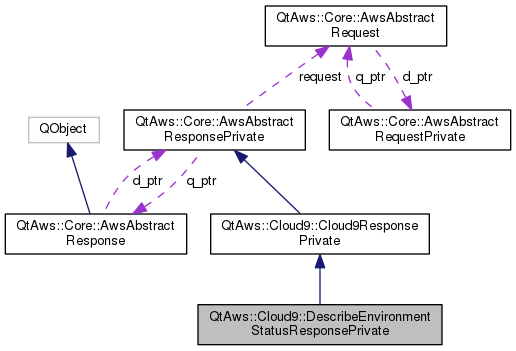 QtAws::Core::AwsAbstract
Request
request
q_ptr
d_ptr
QObject
QtAws::Core::AwsAbstract
ResponsePrivate
QtAws::Core::AwsAbstract
RequestPrivate
d_ptr
q_ptr
QtAws::Core::AwsAbstract
Response
QtAws::Cloud9::Cloud9Response
Private
QtAws::Cloud9::DescribeEnvironment
StatusResponsePrivate